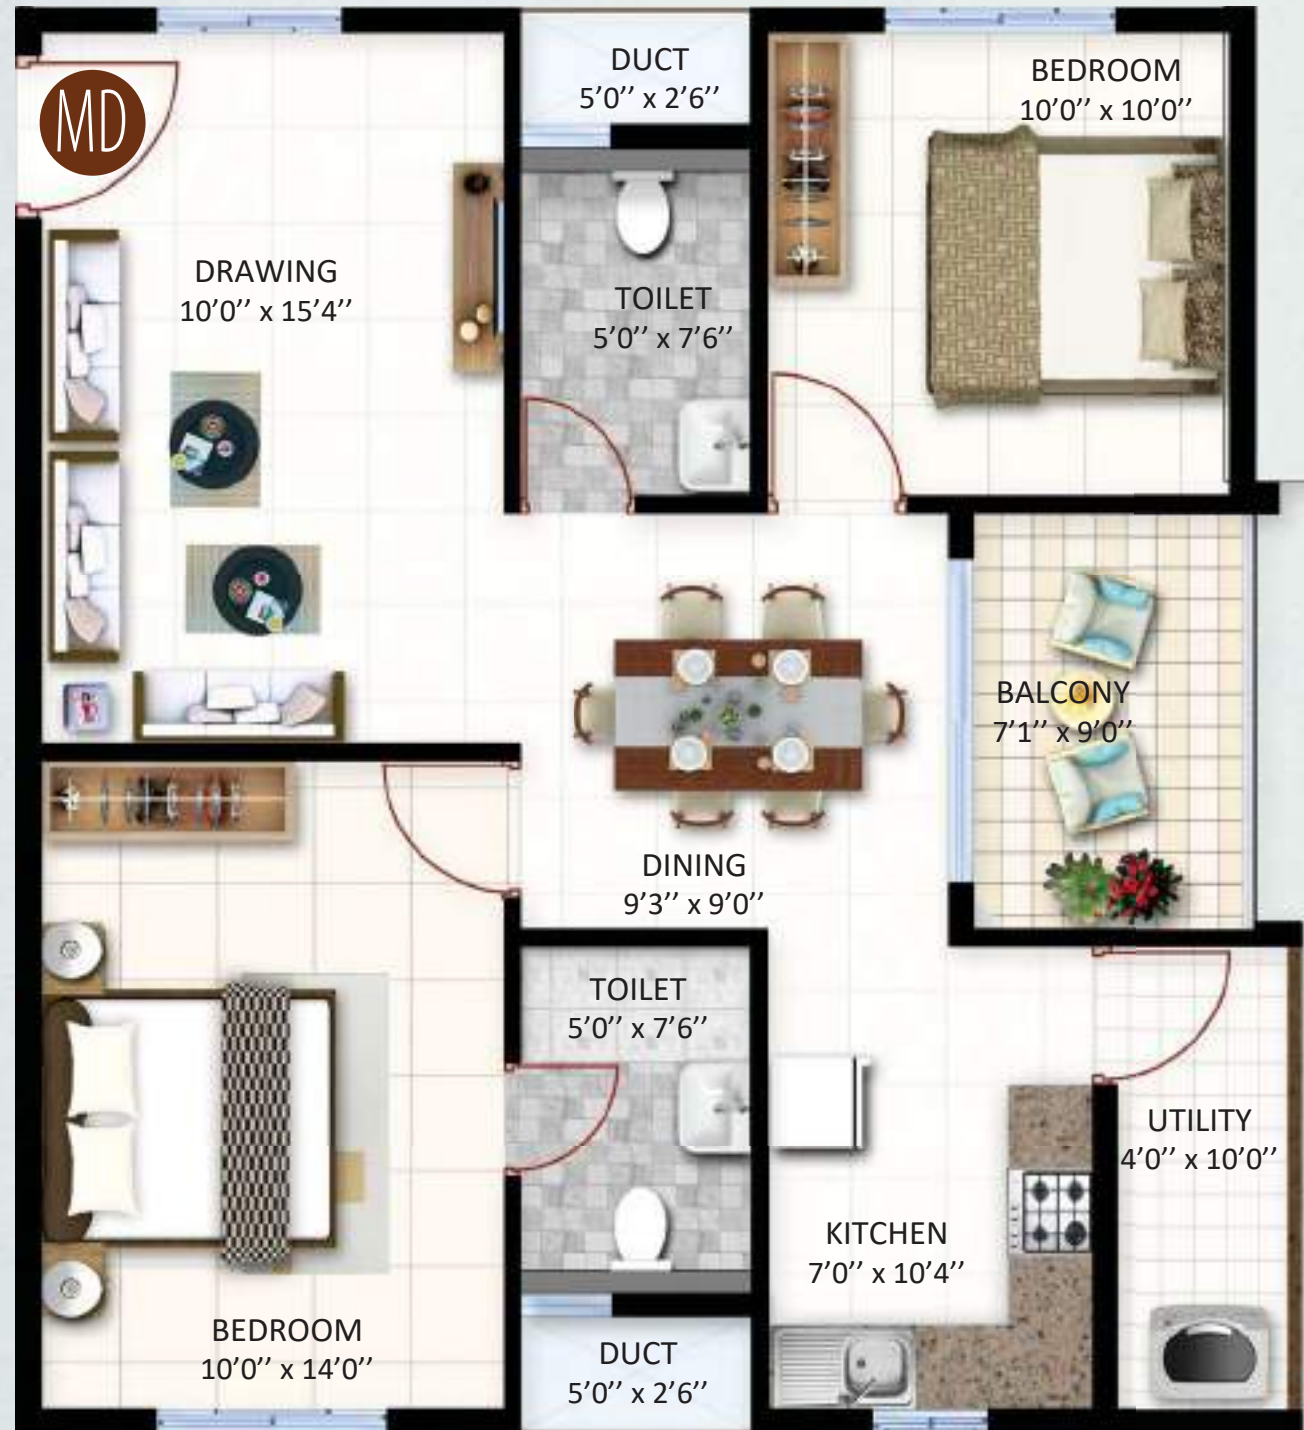 MD
DUCT
5'0'' x 2'6''
BEDROOM
10'0'' x 10'0''
DRAWING
10'0'' x 15'4''
TOILET
5'0'' x 7'6''
BALCONY
7'1'' x 9'0''
DINING
9'3'' x 9'0''
TOILET
5'0'' x 7'6''
UTILITY
4'0'' x 10'0''
KITCHEN
7'0'' x 10'4''
BEDROOM
10'0'' x 14'0''
DUCT
5'0'' x 2'6''